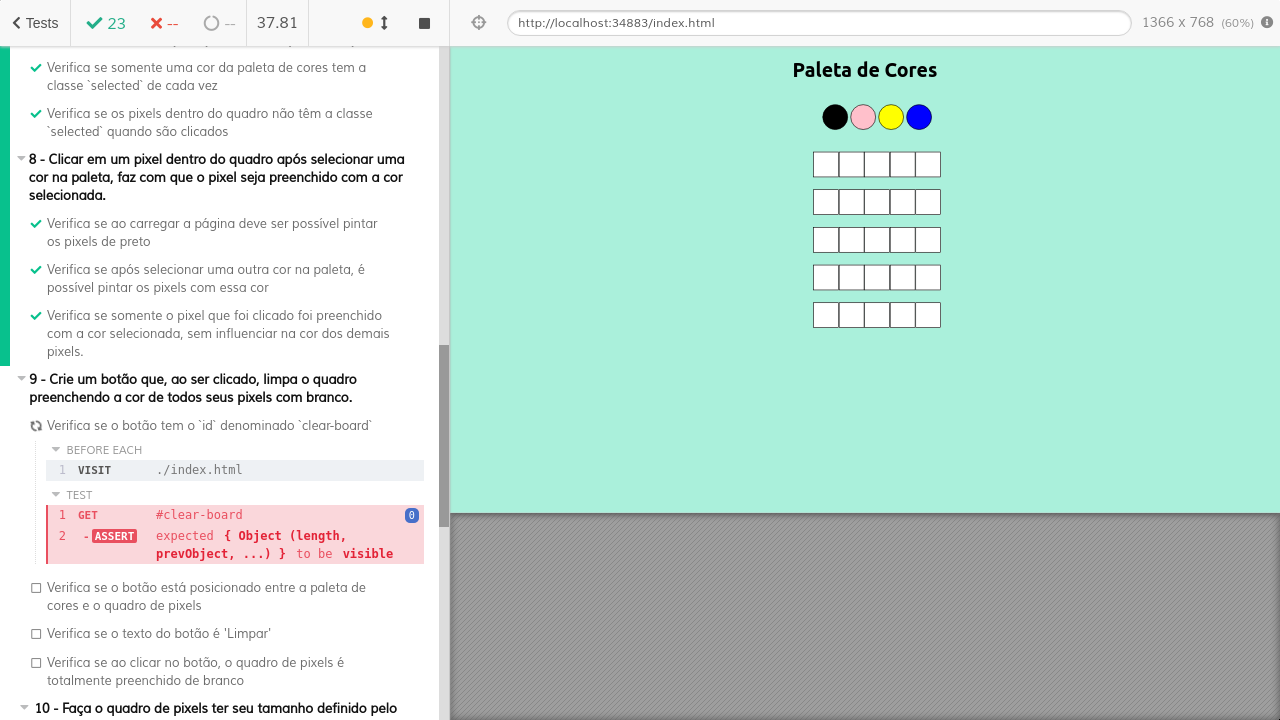 Tests
23
--
--
37.81
http://localhost:34883/index.html
1366 x 768 (60%)
Verifica se somente uma cor da paleta de cores tem a
classe `selected` de cada vez
Verifica se os pixels dentro do quadro não têm a classe
`selected` quando são clicados
8 - Clicar em um pixel dentro do quadro após selecionar uma
cor na paleta, faz com que o pixel seja preenchido com a cor
selecionada.
Verifica se ao carregar a página deve ser possível pintar
os pixels de preto
Verifica se após selecionar uma outra cor na paleta, é
possível pintar os pixels com essa cor
Verifica se somente o pixel que foi clicado foi preenchido
com a cor selecionada, sem influenciar na cor dos demais
pixels.
9 - Crie um botão que, ao ser clicado, limpa o quadro
preenchendo a cor de todos seus pixels com branco.
Verifica se o botão tem o `id` denominado `clear-board`
BEFORE EACH
1 VISIT ./index.html
TEST
1 GET #clear-board 0
2 -ASSERT expected { Object (length,
prevObject, ...) } to be visible
Verifica se o botão está posicionado entre a paleta de
cores e o quadro de pixels
Verifica se o texto do botão é 'Limpar'
Verifica se ao clicar no botão, o quadro de pixels é
totalmente preenchido de branco
10 - Faça o quadro de pixels ter seu tamanho definido pelo
Paleta de Cores